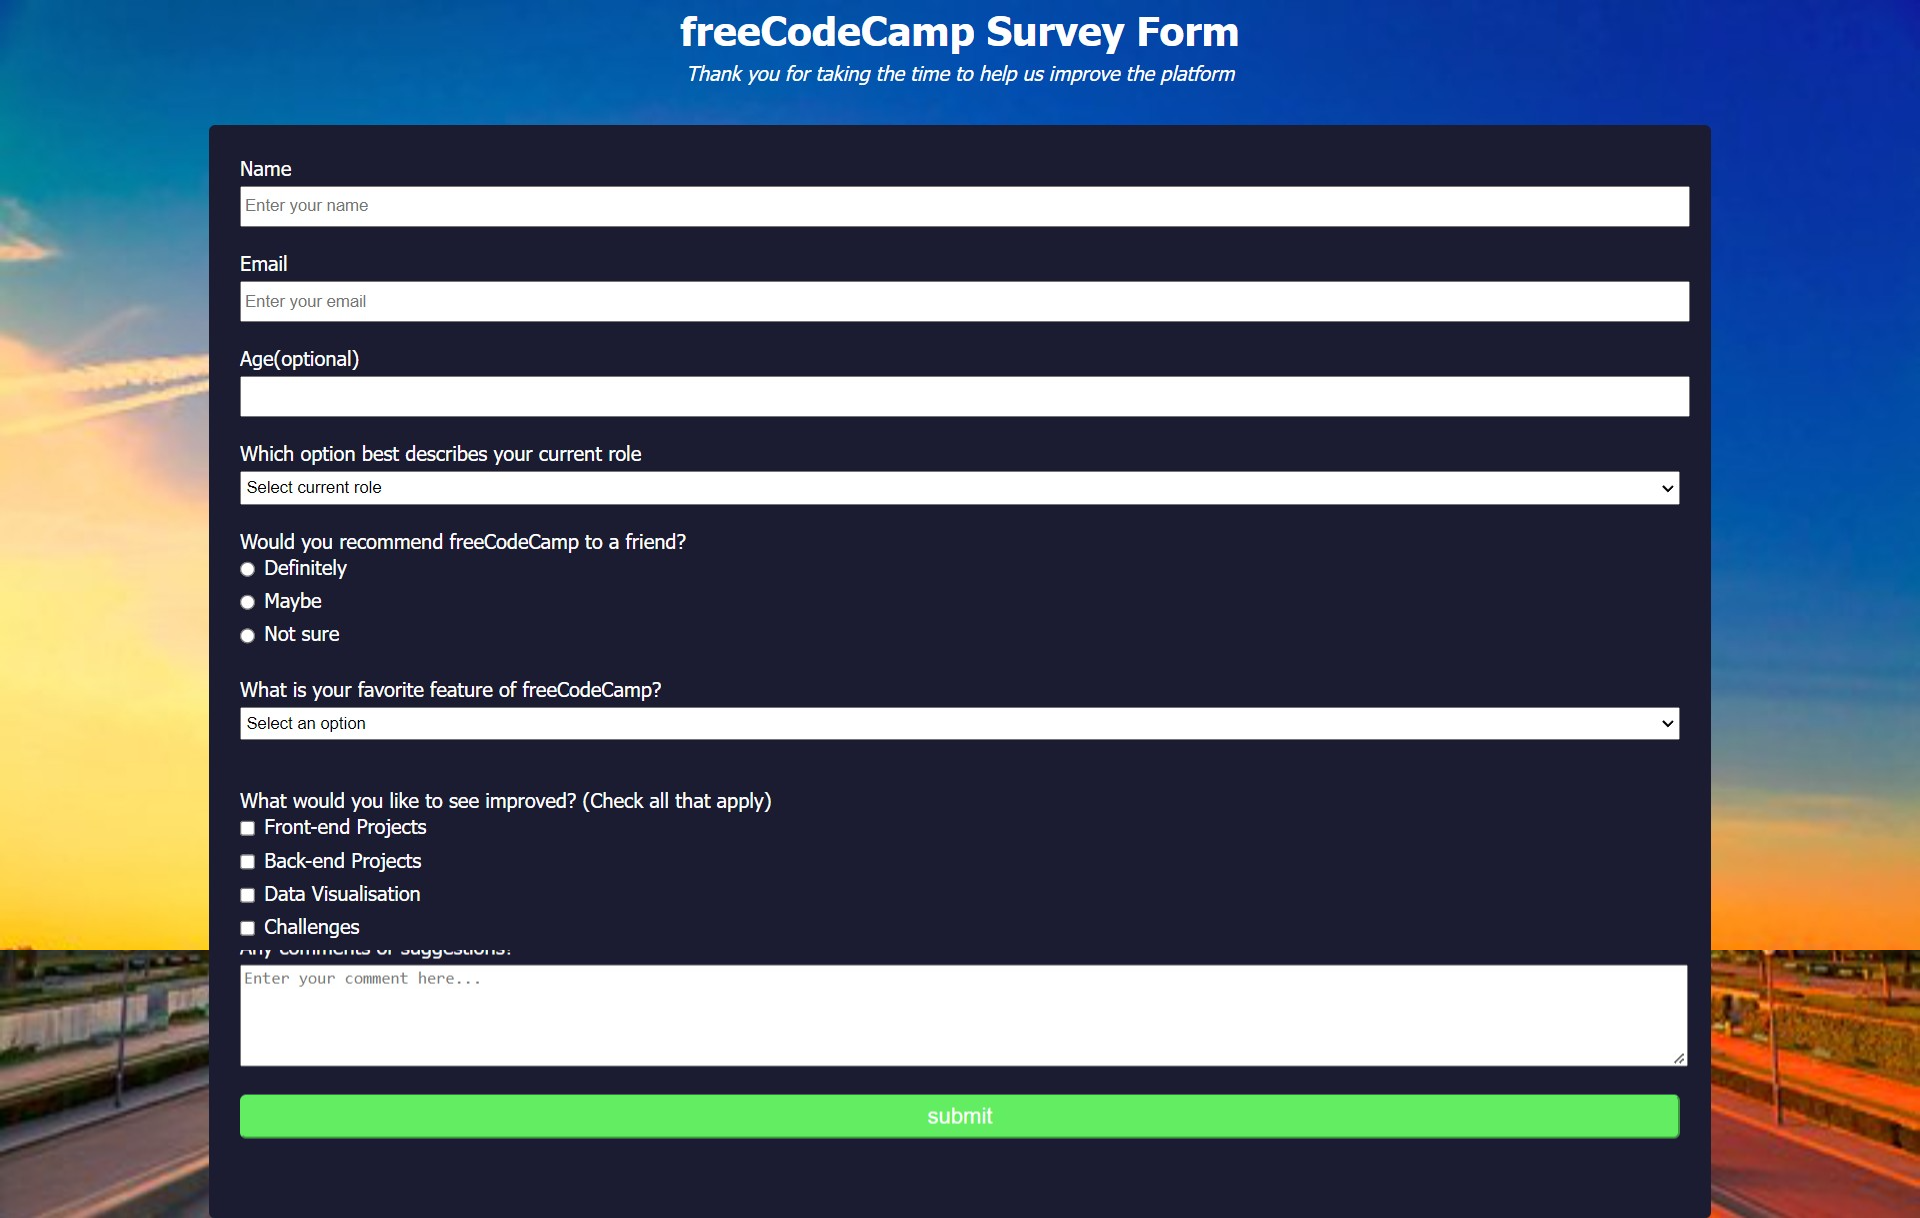 freeCodeCamp Survey Form
Thank you for taking the time to help us improve the platform
Name
Enter your name
Email
Enter your email
Age(optional)
Which option best describes your current role
Select current role
Would you recommend freeCodeCamp to a friend?
Definitely
Maybe
Not sure
What is your favorite feature of freeCodeCamp?
Select an option
What would you like to see improved? (Check all that apply)
Front-end Projects
Back-end Projects
Data Visualisation
Challenges
Any comments or suggestions?
Enter your comment here...
submit